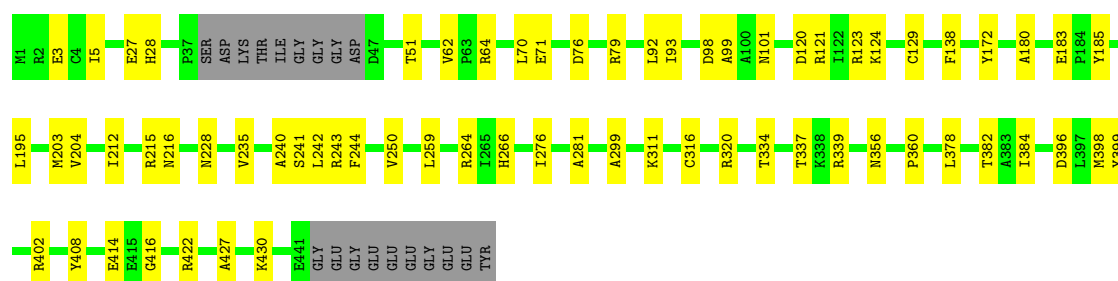 M1 R2 E3 C4 I5 E27 H28 P37 SER ASP LYS THR ILE GLY GLY GLY ASP D47 T51 V62 P63 R64 L70 E71 D76 R79 L92 I93 D98 A99 A100 N101 D120 R121 I122 R123 K124 C129 F138 Y172 A180 E183 P184 Y185
L195 M203 V204 I212 R215 N216 N228 V235 A240 S241 L242 R243 F244 V250 L259 R264 I265 H266 I276 A281 A299 K311 C316 R320 T334 T337 K338 R339 N356 P360 L378 T382 A383 I384 D396 L397 M398 Y399
R402 Y408 E414 E415 G416 R422 A427 K430 E441 GLY GLU GLY GLU GLU GLU GLY GLU GLU TYR